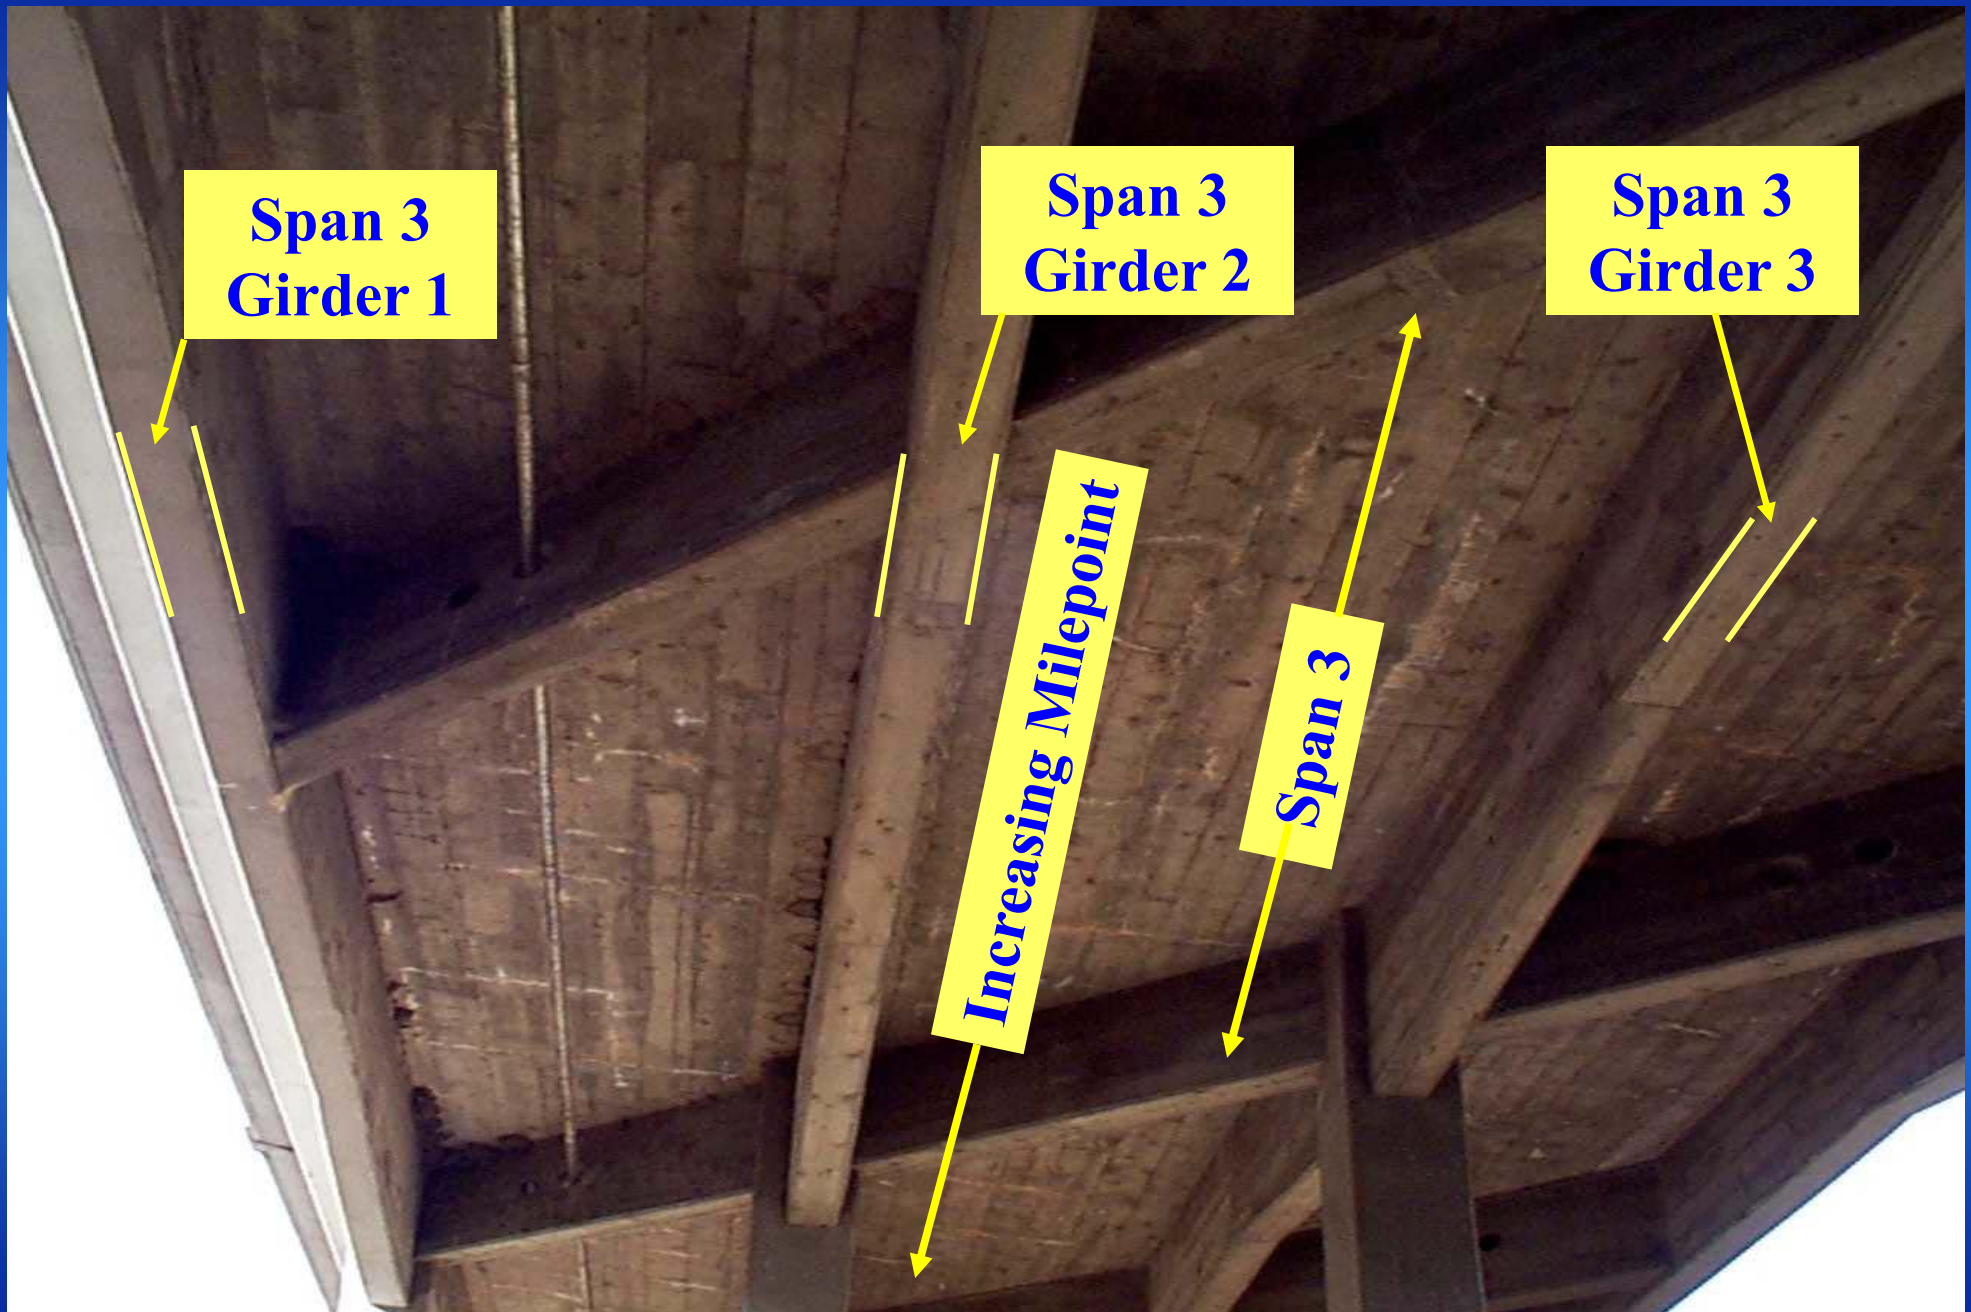 Span 3
Girder 1
Span 3
Girder 2
Span 3
Girder 3
Increasing Milepoint
Span 3